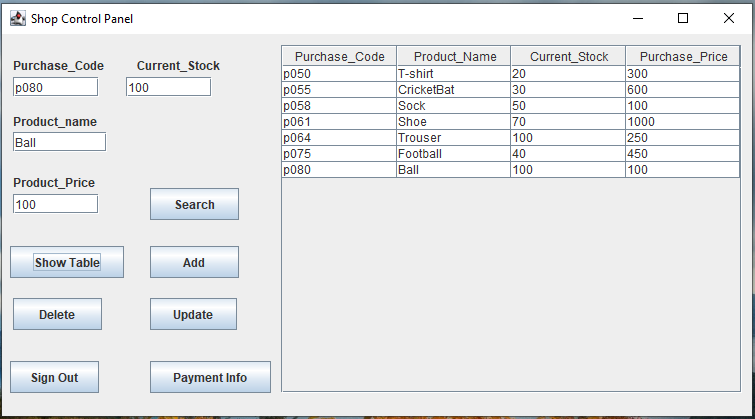 Shop Control Panel
Purchase_Code Current_Stock
p080 100
Product_name
Ball
Product_Price
100
Search
Show Table Add
Delete Update
Sign Out Payment Info
Purchase_Code Product_Name Current_Stock Purchase_Price
p050 T-shirt 20 300
p055 CricketBat 30 600
p058 Sock 50 100
p061 Shoe 70 1000
p064 Trouser 100 250
p075 Football 40 450
p080 Ball 100 100